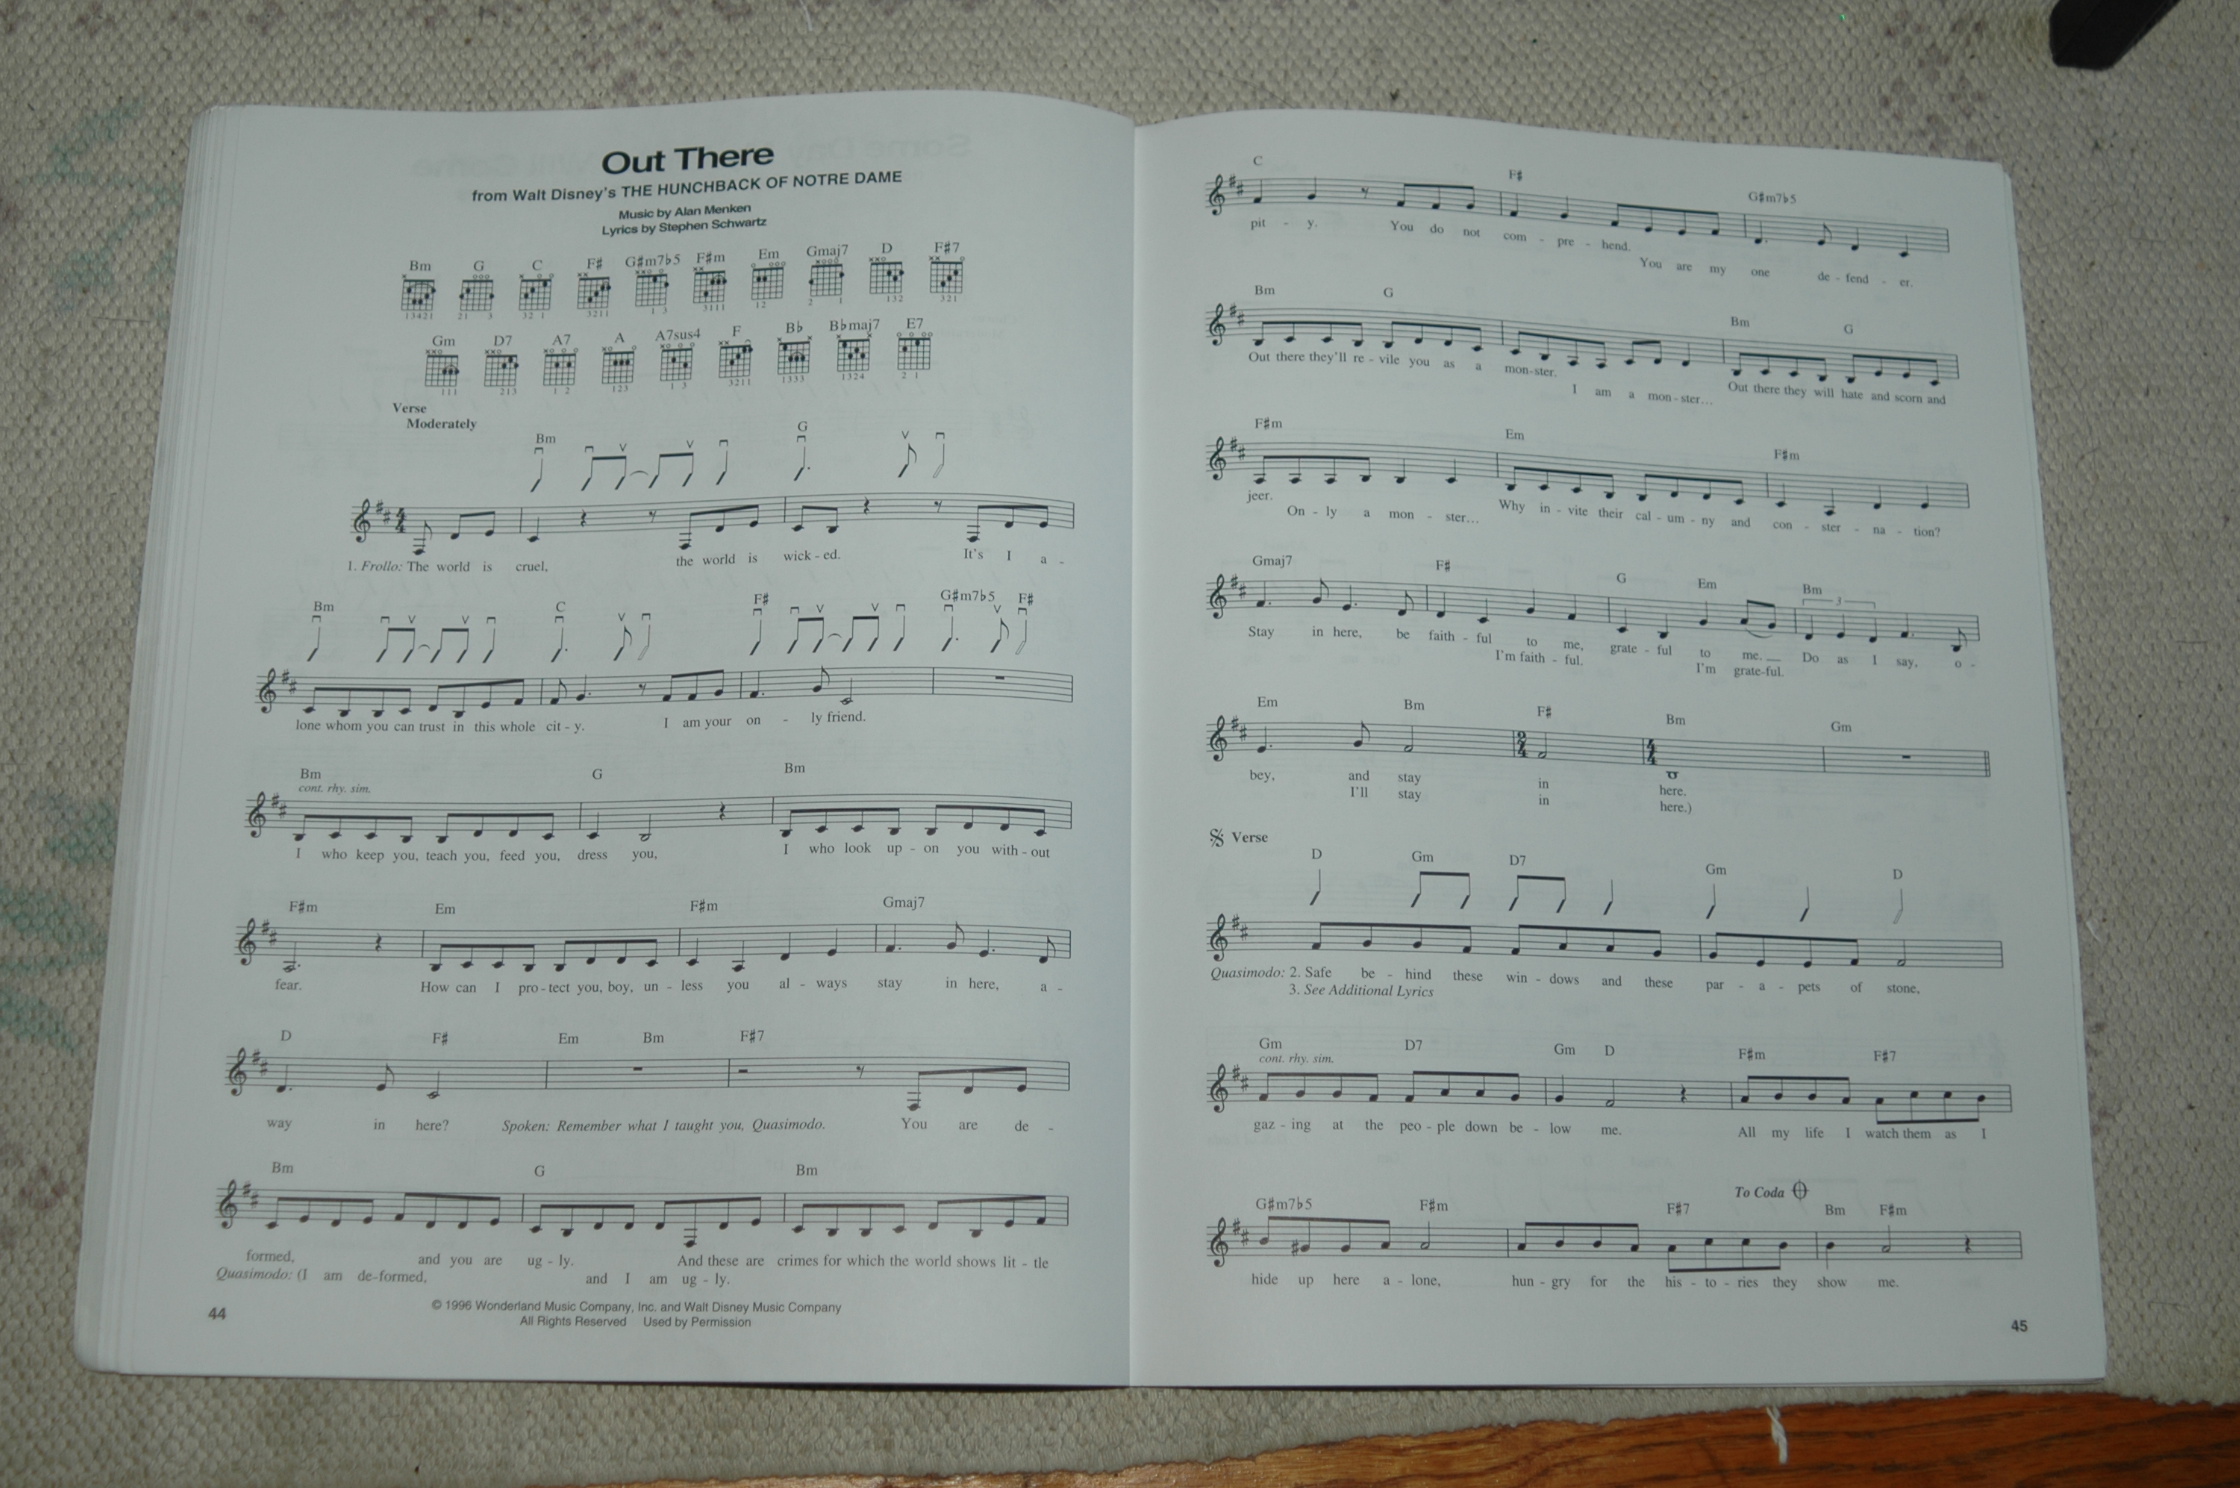 Out There
from Walt Disney's THE HUNCHBACK OF NOTRE DAME
Music by Alan Menken
Lyrics by Stephen Schwartz
Bm G C F♯ G♯m7♭5 F♯m Em Gmaj7 D F♯7
13421 21 3 32 1 3211 1 3 3111 12 2 1 132 321
Gm D7 A7 A A7sus4 F B♭ B♭maj7 E7
111 213 1 2 123 1 3 3211 1333 1324 2 1
Verse
Moderately
Bm G
4 4
1. Frollo: The world is cruel, the world is wick - ed. It's I a -
Bm C F♯ G♯m7♭5 F♯
lone whom you can trust in this whole cit - y. I am your on - ly friend.
Bm G Bm
cont. rhy. sim.
I who keep you, teach you, feed you, dress you, I who look up - on you with - out
F♯m Em F♯m Gmaj7
fear. How can I pro - tect you, boy, un - less you al - ways stay in here, a -
D F♯ Em Bm F♯7
way in here? Spoken: Remember what I taught you, Quasimodo. You are de -
Bm G Bm
formed, and you are ug - ly. And these are crimes for which the world shows lit - tle
Quasimodo: (I am de-formed, and I am ug - ly.
© 1996 Wonderland Music Company, Inc. and Walt Disney Music Company
All Rights Reserved Used by Permission
44
C F♯ G♯m7♭5
pit - y. You do not com - pre - hend. You are my one de - fend - er.
Bm G Bm G
Out there they'll re - vile you as a mon-ster. I am a mon - ster... Out there they will hate and scorn and
F♯m Em F♯m
jeer. On - ly a mon - ster... Why in - vite their cal - um - ny and con - ster - na - tion?
Gmaj7 F♯ G Em Bm
3
Stay in here, be faith - ful to me, grate - ful to me. Do as I say, o -
I'm faith - ful. I'm grate-ful.
Em Bm F♯ Bm Gm
2 4 4 4
bey, and stay in here.
I'll stay in here.)
Verse
D Gm D7 Gm D
Quasimodo: 2. Safe be - hind these win - dows and these par - a - pets of stone,
3. See Additional Lyrics
Gm D7 Gm D F♯m F♯7
cont. rhy. sim.
gaz - ing at the peo - ple down be - low me. All my life I watch them as I
To Coda
G♯m7♭5 F♯m F♯7 Bm F♯m
hide up here a - lone, hun - gry for the his - to - ries they show me.
45